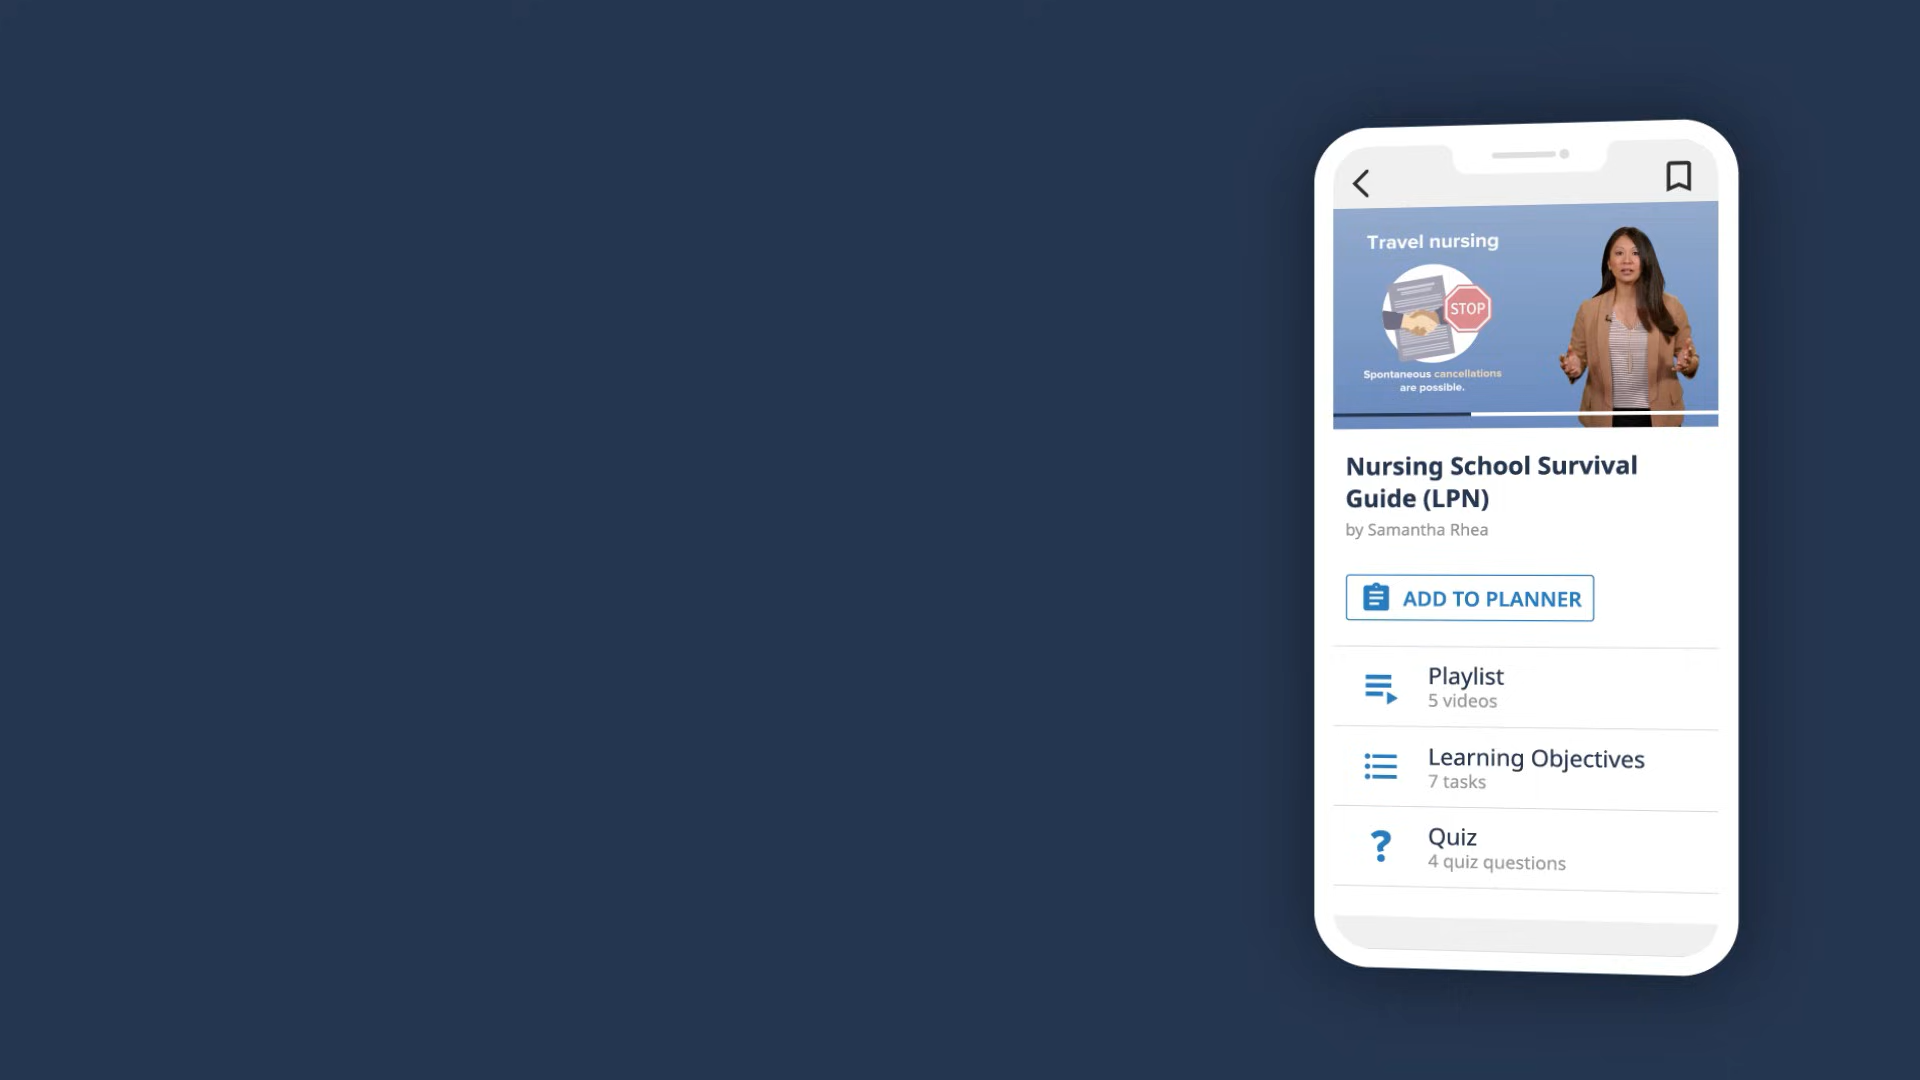 Travel nursing
STOP
Spontaneous cancellations
are possible.
Nursing School Survival
Guide (LPN)
by Samantha Rhea
ADD TO PLANNER
Playlist
5 videos
Learning Objectives
7 tasks
Quiz
4 quiz questions